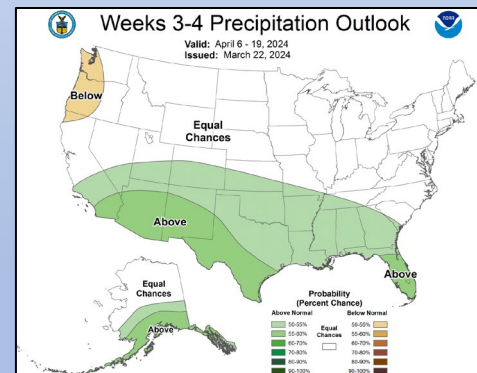 Weeks 3-4 Precipitation Outlook
Valid: April 6 - 19, 2024
Issued: March 22, 2024
Below
Equal
Chances
Above
Above
Equal
Chances
Above
Probability
(Percent Chance)
Above Normal
Equal
Chances
Below Normal
50-55%
55-60%
60-70%
70-80%
80-90%
90-100%
50-55%
55-60%
60-70%
70-80%
80-90%
90-100%